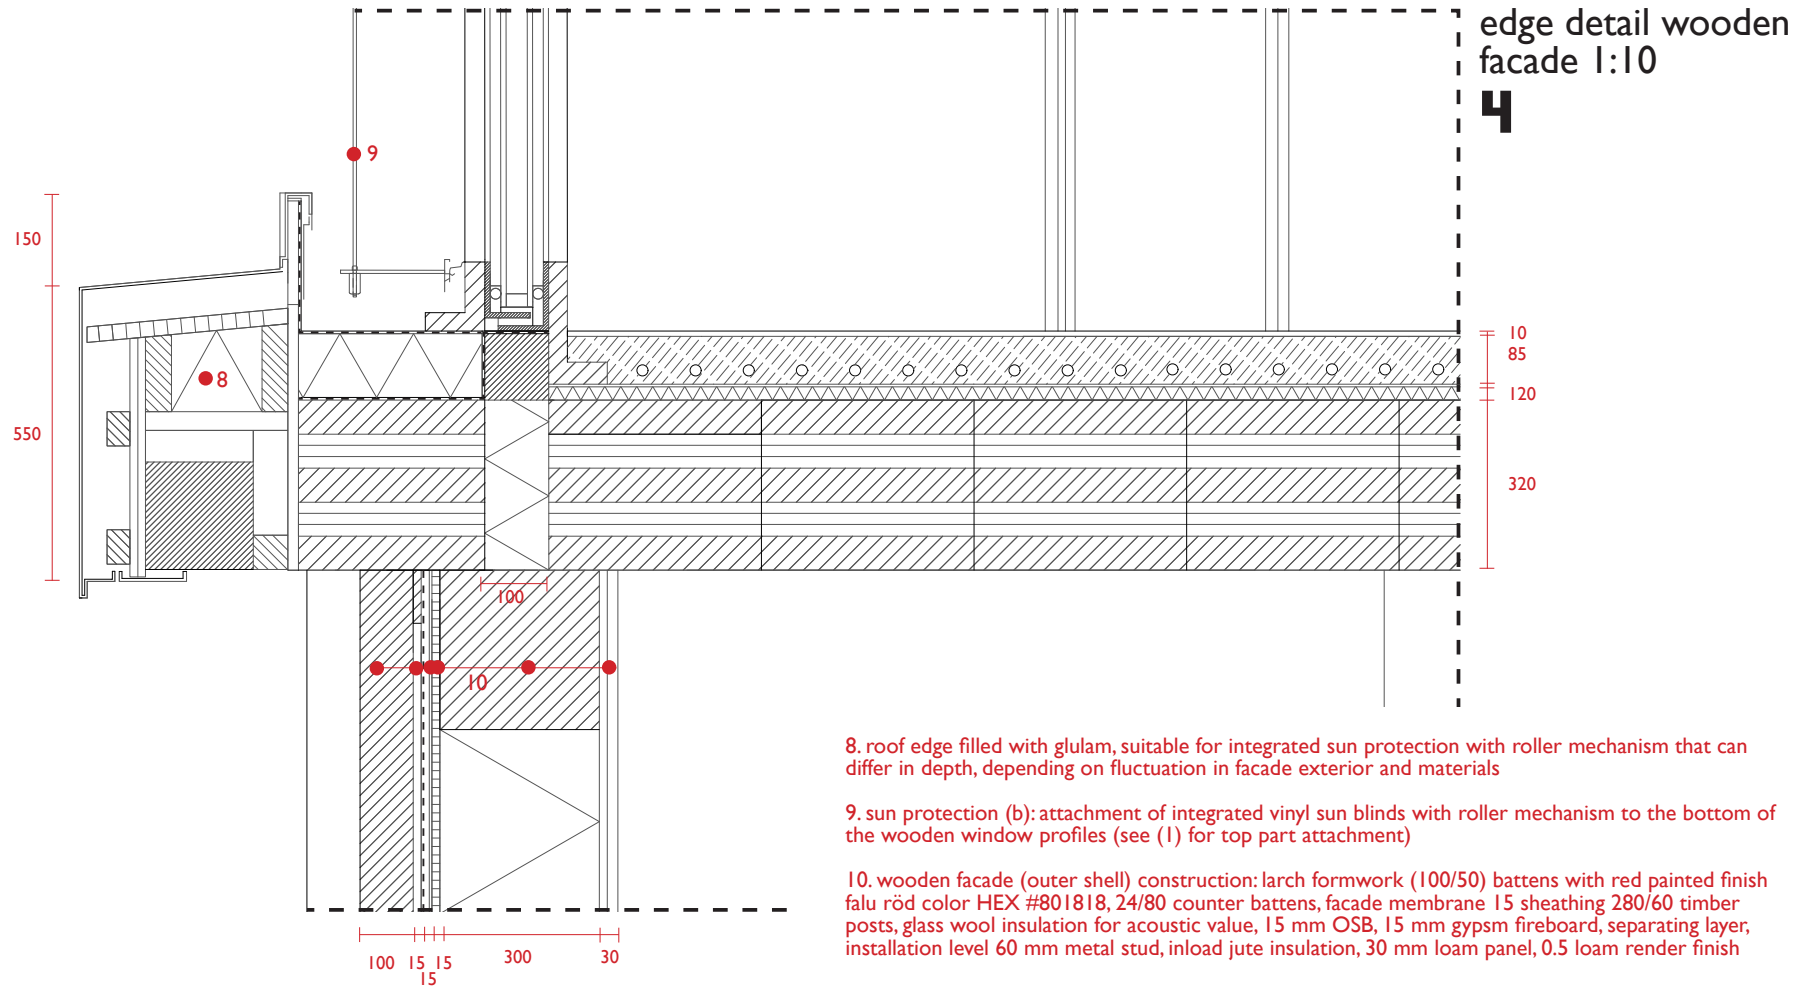 edge detail wooden
facade 1:10
4
9
150
8
550
10
85
120
320
100
10
8. roof edge filled with glulam, suitable for integrated sun protection with roller mechanism that can
differ in depth, depending on fluctuation in facade exterior and materials
9. sun protection (b): attachment of integrated vinyl sun blinds with roller mechanism to the bottom of
the wooden window profiles (see (1) for top part attachment)
10. wooden facade (outer shell) construction: larch formwork (100/50) battens with red painted finish
falu röd color HEX #801818, 24/80 counter battens, facade membrane 15 sheathing 280/60 timber
posts, glass wool insulation for acoustic value, 15 mm OSB, 15 mm gypsm fireboard, separating layer,
installation level 60 mm metal stud, inload jute insulation, 30 mm loam panel, 0.5 loam render finish
100 15 15 300 30
15